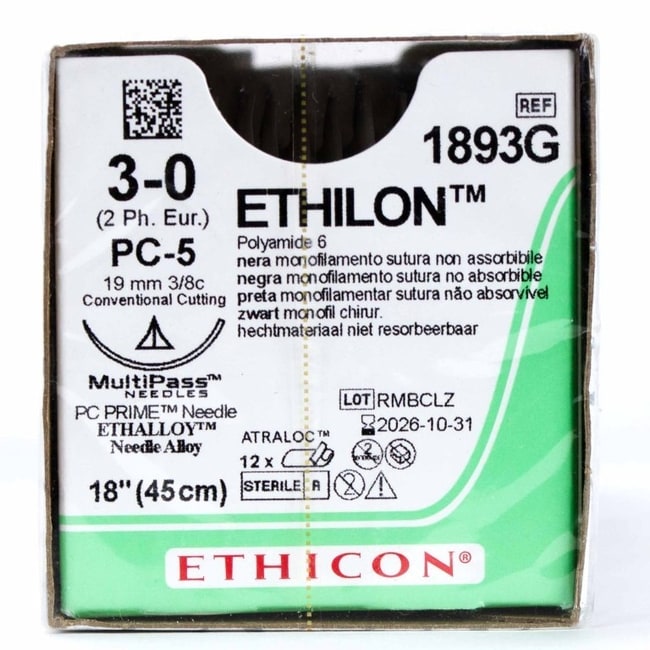 REF
1893G
3-0
(2 Ph. Eur.)
PC-5
19 mm 3/8c
Conventional Cutting
MultiPass™
NEEDLES
PC PRIME™ Needle
ETHALLOY™
Needle Alloy
18" (45cm)
ETHILON™
Polyamide 6
nera monofilamento sutura non assorbibile
negra monofilamento sutura no absorbible
preta monofilamentar sutura não absorvível
zwart monofil chirur.
hechtmateriaal niet resorbeerbaar
LOT RMBCLZ
2026-10-31
ATRALOC™
12 x
2
STERILE R
2
ETHICON®